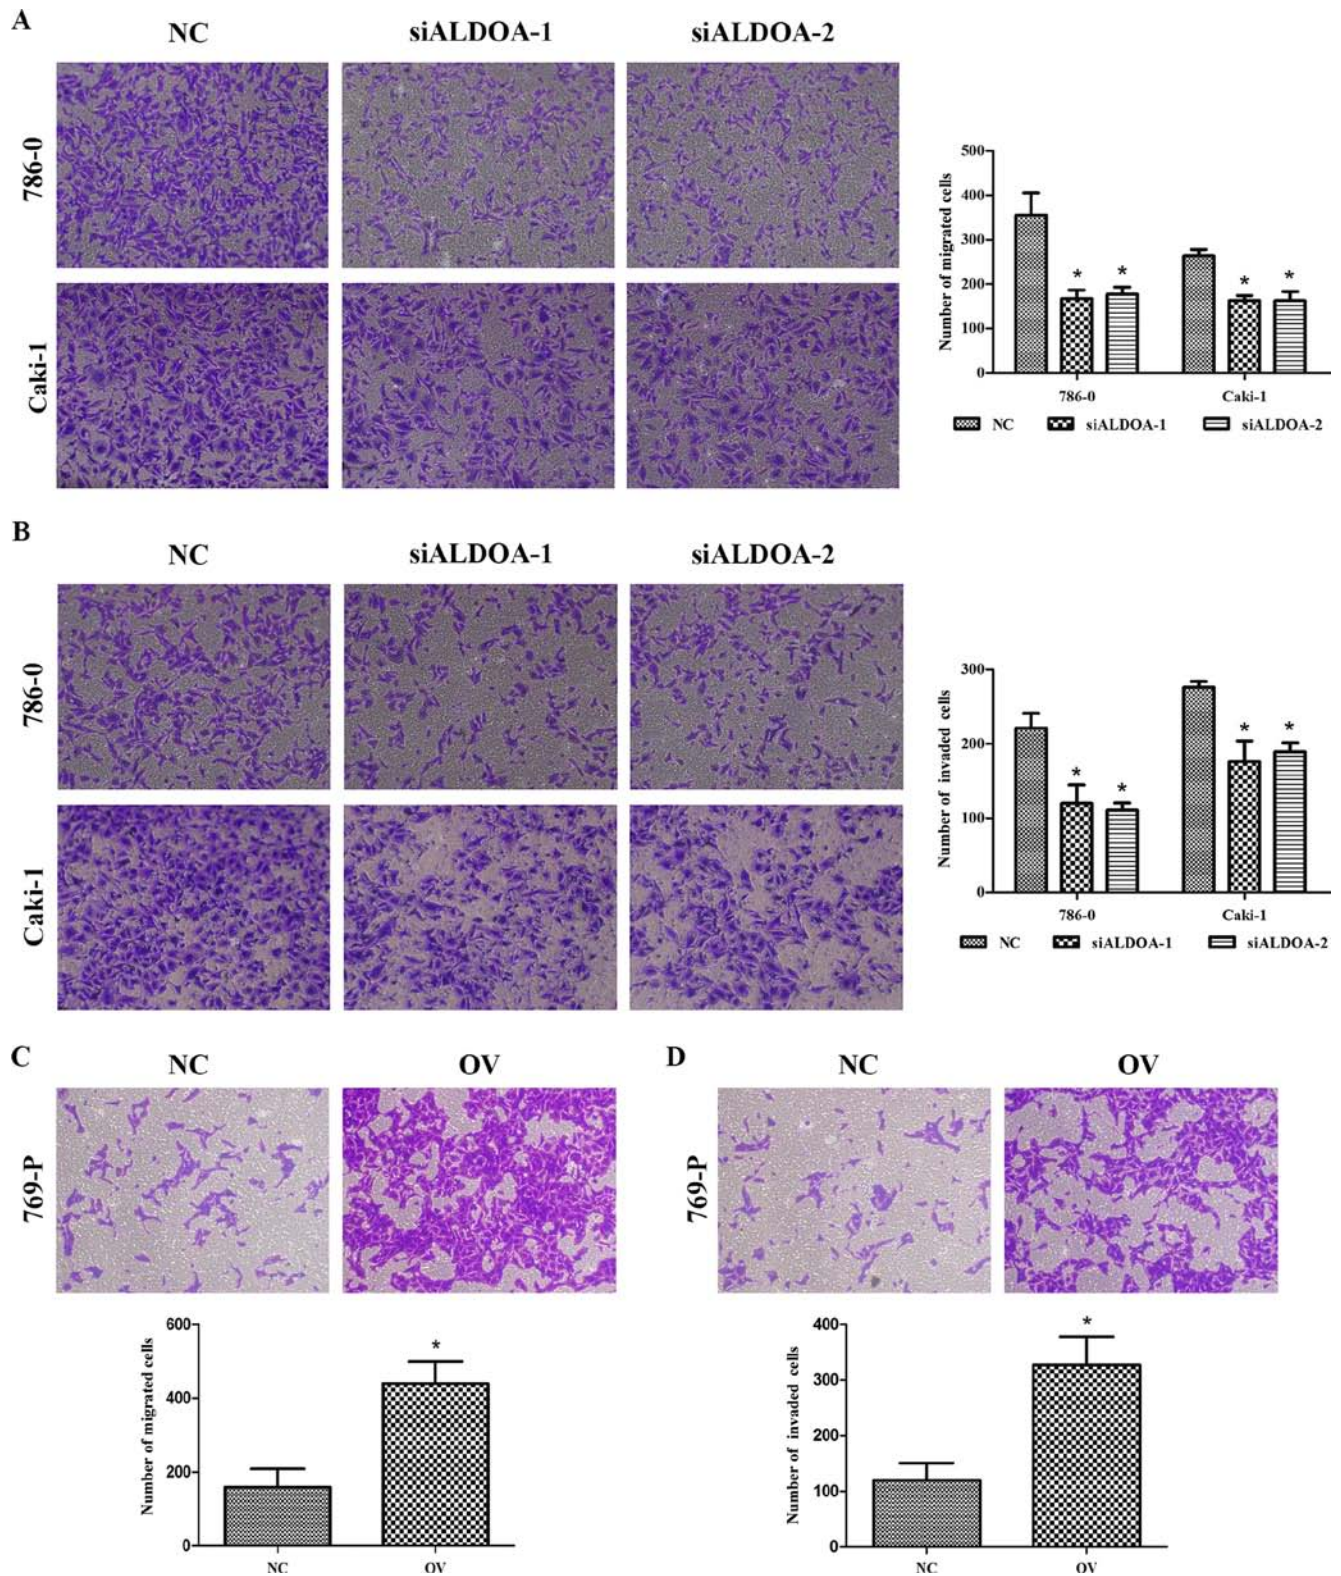 A
NC siALDOA-1 siALDOA-2
786-0
Caki-1
Number of migrated cells
500
400
300
200
100
0
* * * *
786-0 Caki-1
NC siALDOA-1 siALDOA-2
B
NC siALDOA-1 siALDOA-2
786-0
Caki-1
Number of invaded cells
300
200
100
0
* * * *
786-0 Caki-1
NC siALDOA-1 siALDOA-2
C
NC OV
769-P
Number of migrated cells
600
400
200
0
*
NC OV
D
NC OV
769-P
Number of invaded cells
400
300
200
100
0
*
NC OV